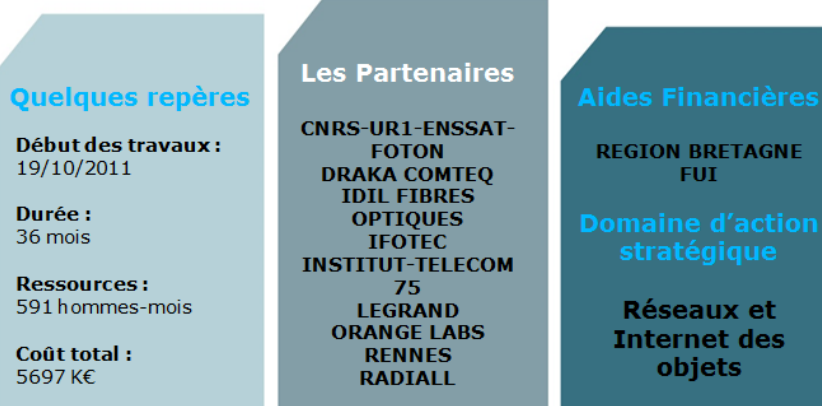 Quelques repères
Début des travaux :
19/10/2011
Durée :
36 mois
Ressources :
591 hommes-mois
Coût total :
5697 K€
Les Partenaires
CNRS-UR1-ENSSAT-
FOTON
DRAKA COMTEQ
IDIL FIBRES
OPTIQUES
IFOTEC
INSTITUT-TELECOM
75
LEGRAND
ORANGE LABS
RENNES
RADIALL
Aides Financières
REGION BRETAGNE
FUI
Domaine d’action
stratégique
Réseaux et
Internet des
objets